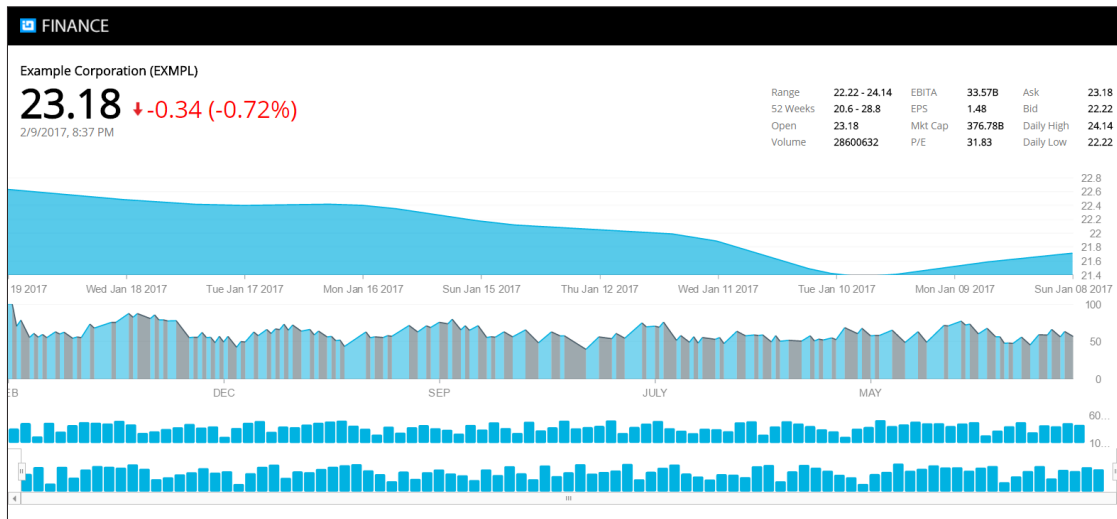 FINANCE
Example Corporation (EXMPL)
23.18 -0.34 (-0.72%)
2/9/2017, 8:37 PM
Range 22.22 - 24.14 EBITA 33.57B Ask 23.18
52 Weeks 20.6 - 28.8 EPS 1.48 Bid 22.22
Open 23.18 Mkt Cap 376.78B Daily High 24.14
Volume 28600632 P/E 31.83 Daily Low 22.22
22.8
22.6
22.4
22.2
22
21.8
21.6
21.4
19 2017 Wed Jan 18 2017 Tue Jan 17 2017 Mon Jan 16 2017 Sun Jan 15 2017 Thu Jan 12 2017 Wed Jan 11 2017 Tue Jan 10 2017 Mon Jan 09 2017 Sun Jan 08 2017
100
50
0
EB DEC SEP JULY MAY
60...
10...